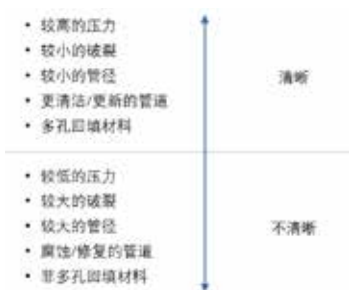 • 较高的压力
• 较小的破裂
• 较小的管径
• 更清洁/更新的管道
• 多孔回填材料
清晰
• 较低的压力
• 较大的破裂
• 较大的管径
• 腐蚀/修复的管道
• 非多孔回填材料
不清晰